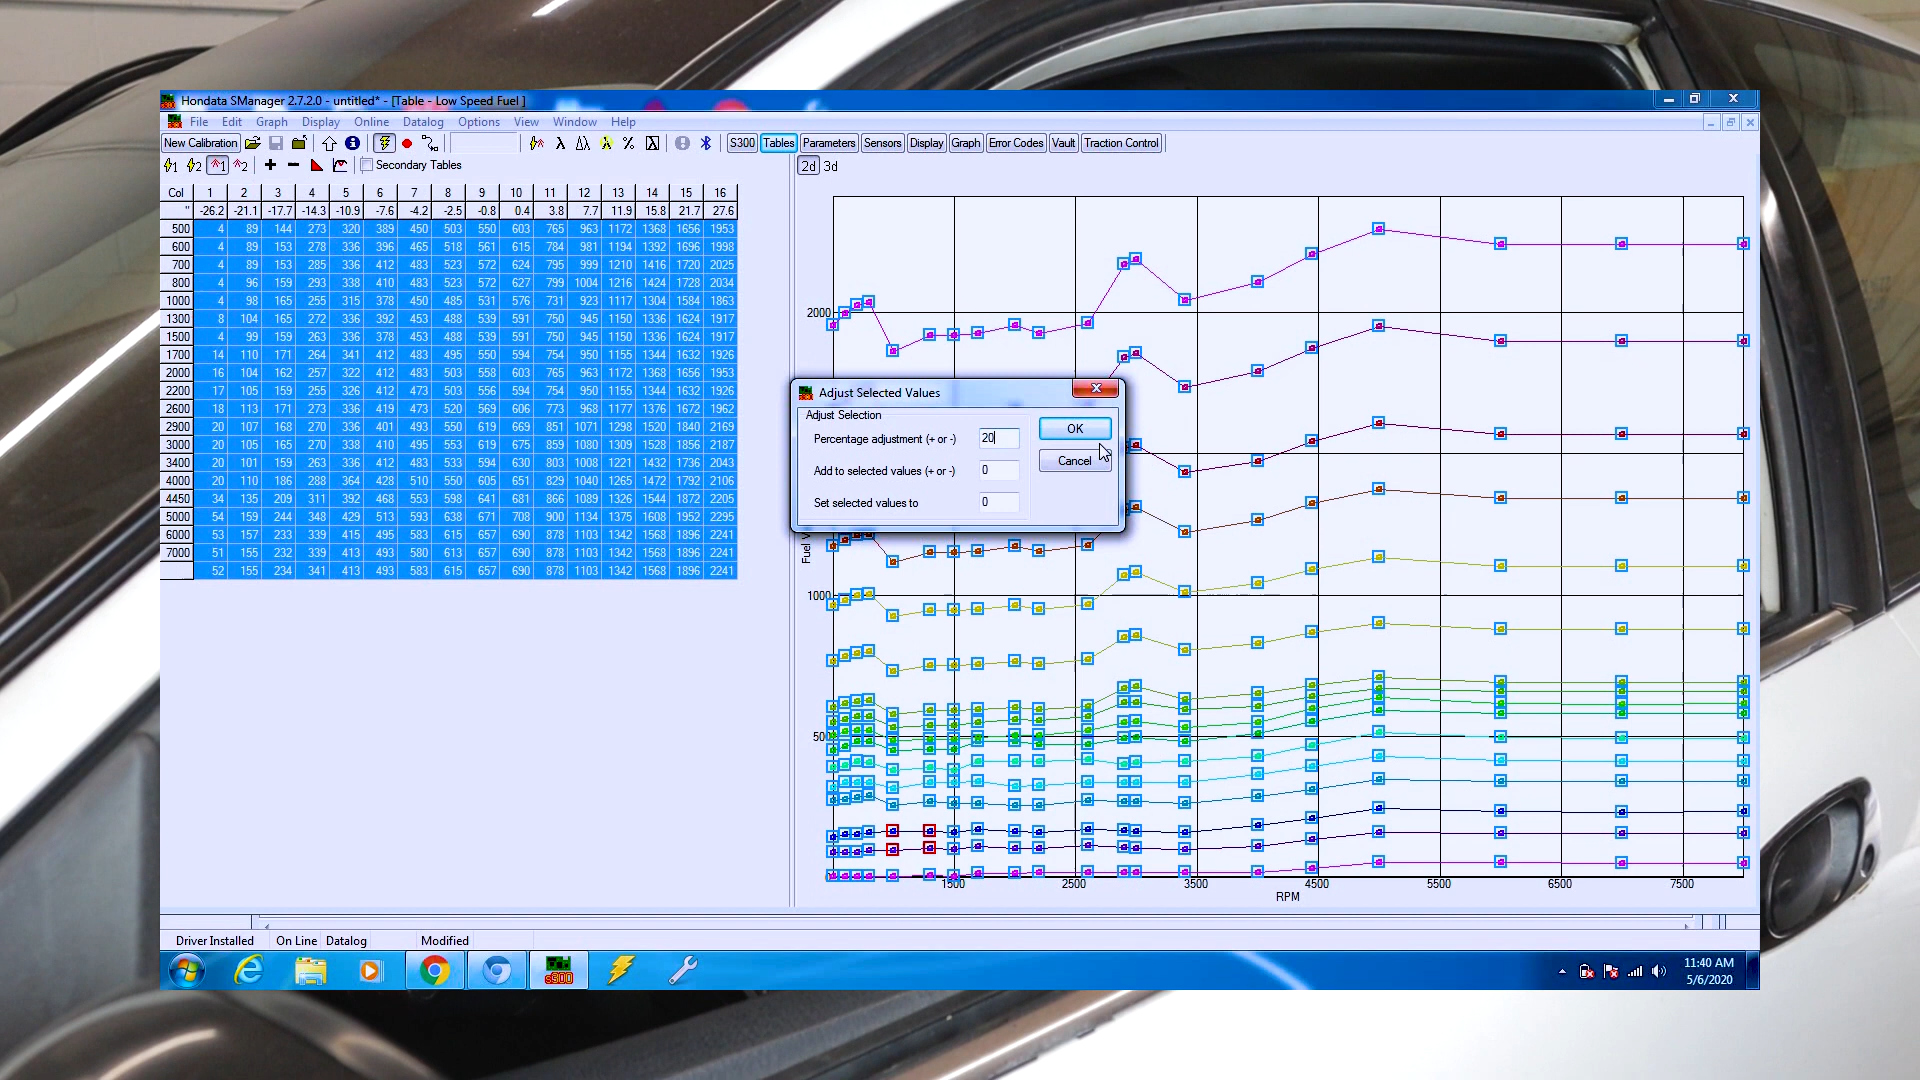 Hondata SManager 2.7.2.0 - untitled* - [Table - Low Speed Fuel ]
File Edit Graph Display Online Datalog Options View Window Help
New Calibration S300 Tables Parameters Sensors Display Graph Error Codes Vault Traction Control
1 2 1 2 Secondary Tables 2d 3d
Col 1 2 3 4 5 6 7 8 9 10 11 12 13 14 15 16
" -26.2 -21.1 -17.7 -14.3 -10.9 -7.6 -4.2 -2.5 -0.8 0.4 3.8 7.7 11.9 15.8 21.7 27.6
500 4 89 144 273 320 389 450 503 550 603 765 963 1172 1368 1656 1953
600 4 89 153 278 336 396 465 518 561 615 784 981 1194 1392 1696 1998
700 4 89 153 285 336 412 483 523 572 624 795 999 1210 1416 1720 2025
800 4 96 159 293 338 410 483 523 572 627 799 1004 1216 1424 1728 2034
1000 4 98 165 255 315 378 450 485 531 576 731 923 1117 1304 1584 1863
1300 8 104 165 272 336 392 453 488 539 591 750 945 1150 1336 1624 1917
1500 4 99 159 263 336 378 453 488 539 591 750 945 1150 1336 1624 1917
1700 14 110 171 264 341 412 483 495 550 594 754 950 1155 1344 1632 1926
2000 16 104 162 257 322 412 483 503 558 603 765 963 1172 1368 1656 1953
2200 17 105 159 255 326 412 473 503 556 594 754 950 1155 1344 1632 1926
2600 18 113 171 273 336 419 473 520 569 606 773 968 1177 1376 1672 1962
2900 20 107 168 270 336 401 493 550 619 669 851 1071 1298 1520 1840 2169
3000 20 105 165 270 338 410 495 553 619 675 859 1080 1309 1528 1856 2187
3400 20 101 159 263 336 412 483 533 594 630 803 1008 1221 1432 1736 2043
4000 20 110 186 288 364 428 510 550 605 651 829 1040 1265 1472 1792 2106
4450 34 135 209 311 392 468 553 598 641 681 866 1089 1326 1544 1872 2205
5000 54 159 244 348 429 513 593 638 671 708 900 1134 1375 1608 1952 2295
6000 53 157 233 339 415 495 583 615 657 690 878 1103 1342 1568 1896 2241
7000 51 155 232 339 413 493 580 613 657 690 878 1103 1342 1568 1896 2241
52 155 234 341 413 493 583 615 657 690 878 1103 1342 1568 1896 2241
2000
Adjust Selected Values
Adjust Selection
Percentage adjustment (+ or -) 20 OK
Add to selected values (+ or -) 0 Cancel
Set selected values to 0
Fuel
1000
500
1500 2500 3500 4500 5500 6500 7500
RPM
Driver Installed On Line Datalog Modified
s300
11:40 AM
5/6/2020